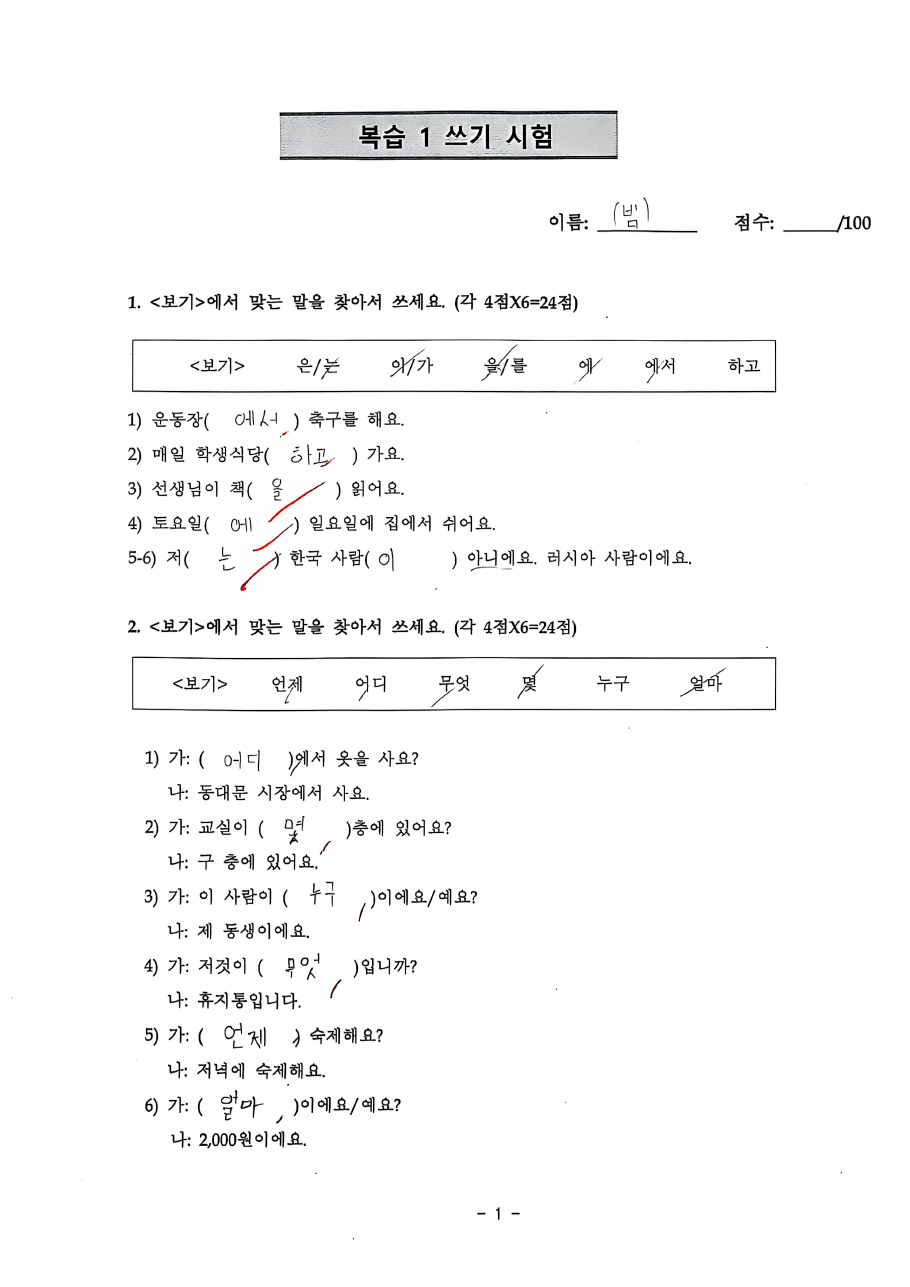 복습 1 쓰기 시험
이름: (빔) 점수: _____/100
1. <보기>에서 맞는 말을 찾아서 쓰세요. (각 4점X6=24점)
<보기> 은/는 이/가 을/를 에 에서 하고
1) 운동장( 에서 ) 축구를 해요.
2) 매일 학생식당( 하고 ) 가요.
3) 선생님이 책( 을 ) 읽어요.
4) 토요일( 에 ) 일요일에 집에서 쉬어요.
5-6) 저( 는 ) 한국 사람( 이 ) 아니에요. 러시아 사람이에요.
2. <보기>에서 맞는 말을 찾아서 쓰세요. (각 4점X6=24점)
<보기> 언제 어디 무엇 몇 누구 얼마
1) 가: ( 어디 )에서 옷을 사요?
나: 동대문 시장에서 사요.
2) 가: 교실이 ( 몇 )층에 있어요?
나: 구 층에 있어요.
3) 가: 이 사람이 ( 누구 )이에요/예요?
나: 제 동생이에요.
4) 가: 저것이 ( 무엇 )입니까?
나: 휴지통입니다.
5) 가: ( 언제 ) 숙제해요?
나: 저녁에 숙제해요.
6) 가: ( 얼마 )이에요/예요?
나: 2,000원이에요.
- 1 -